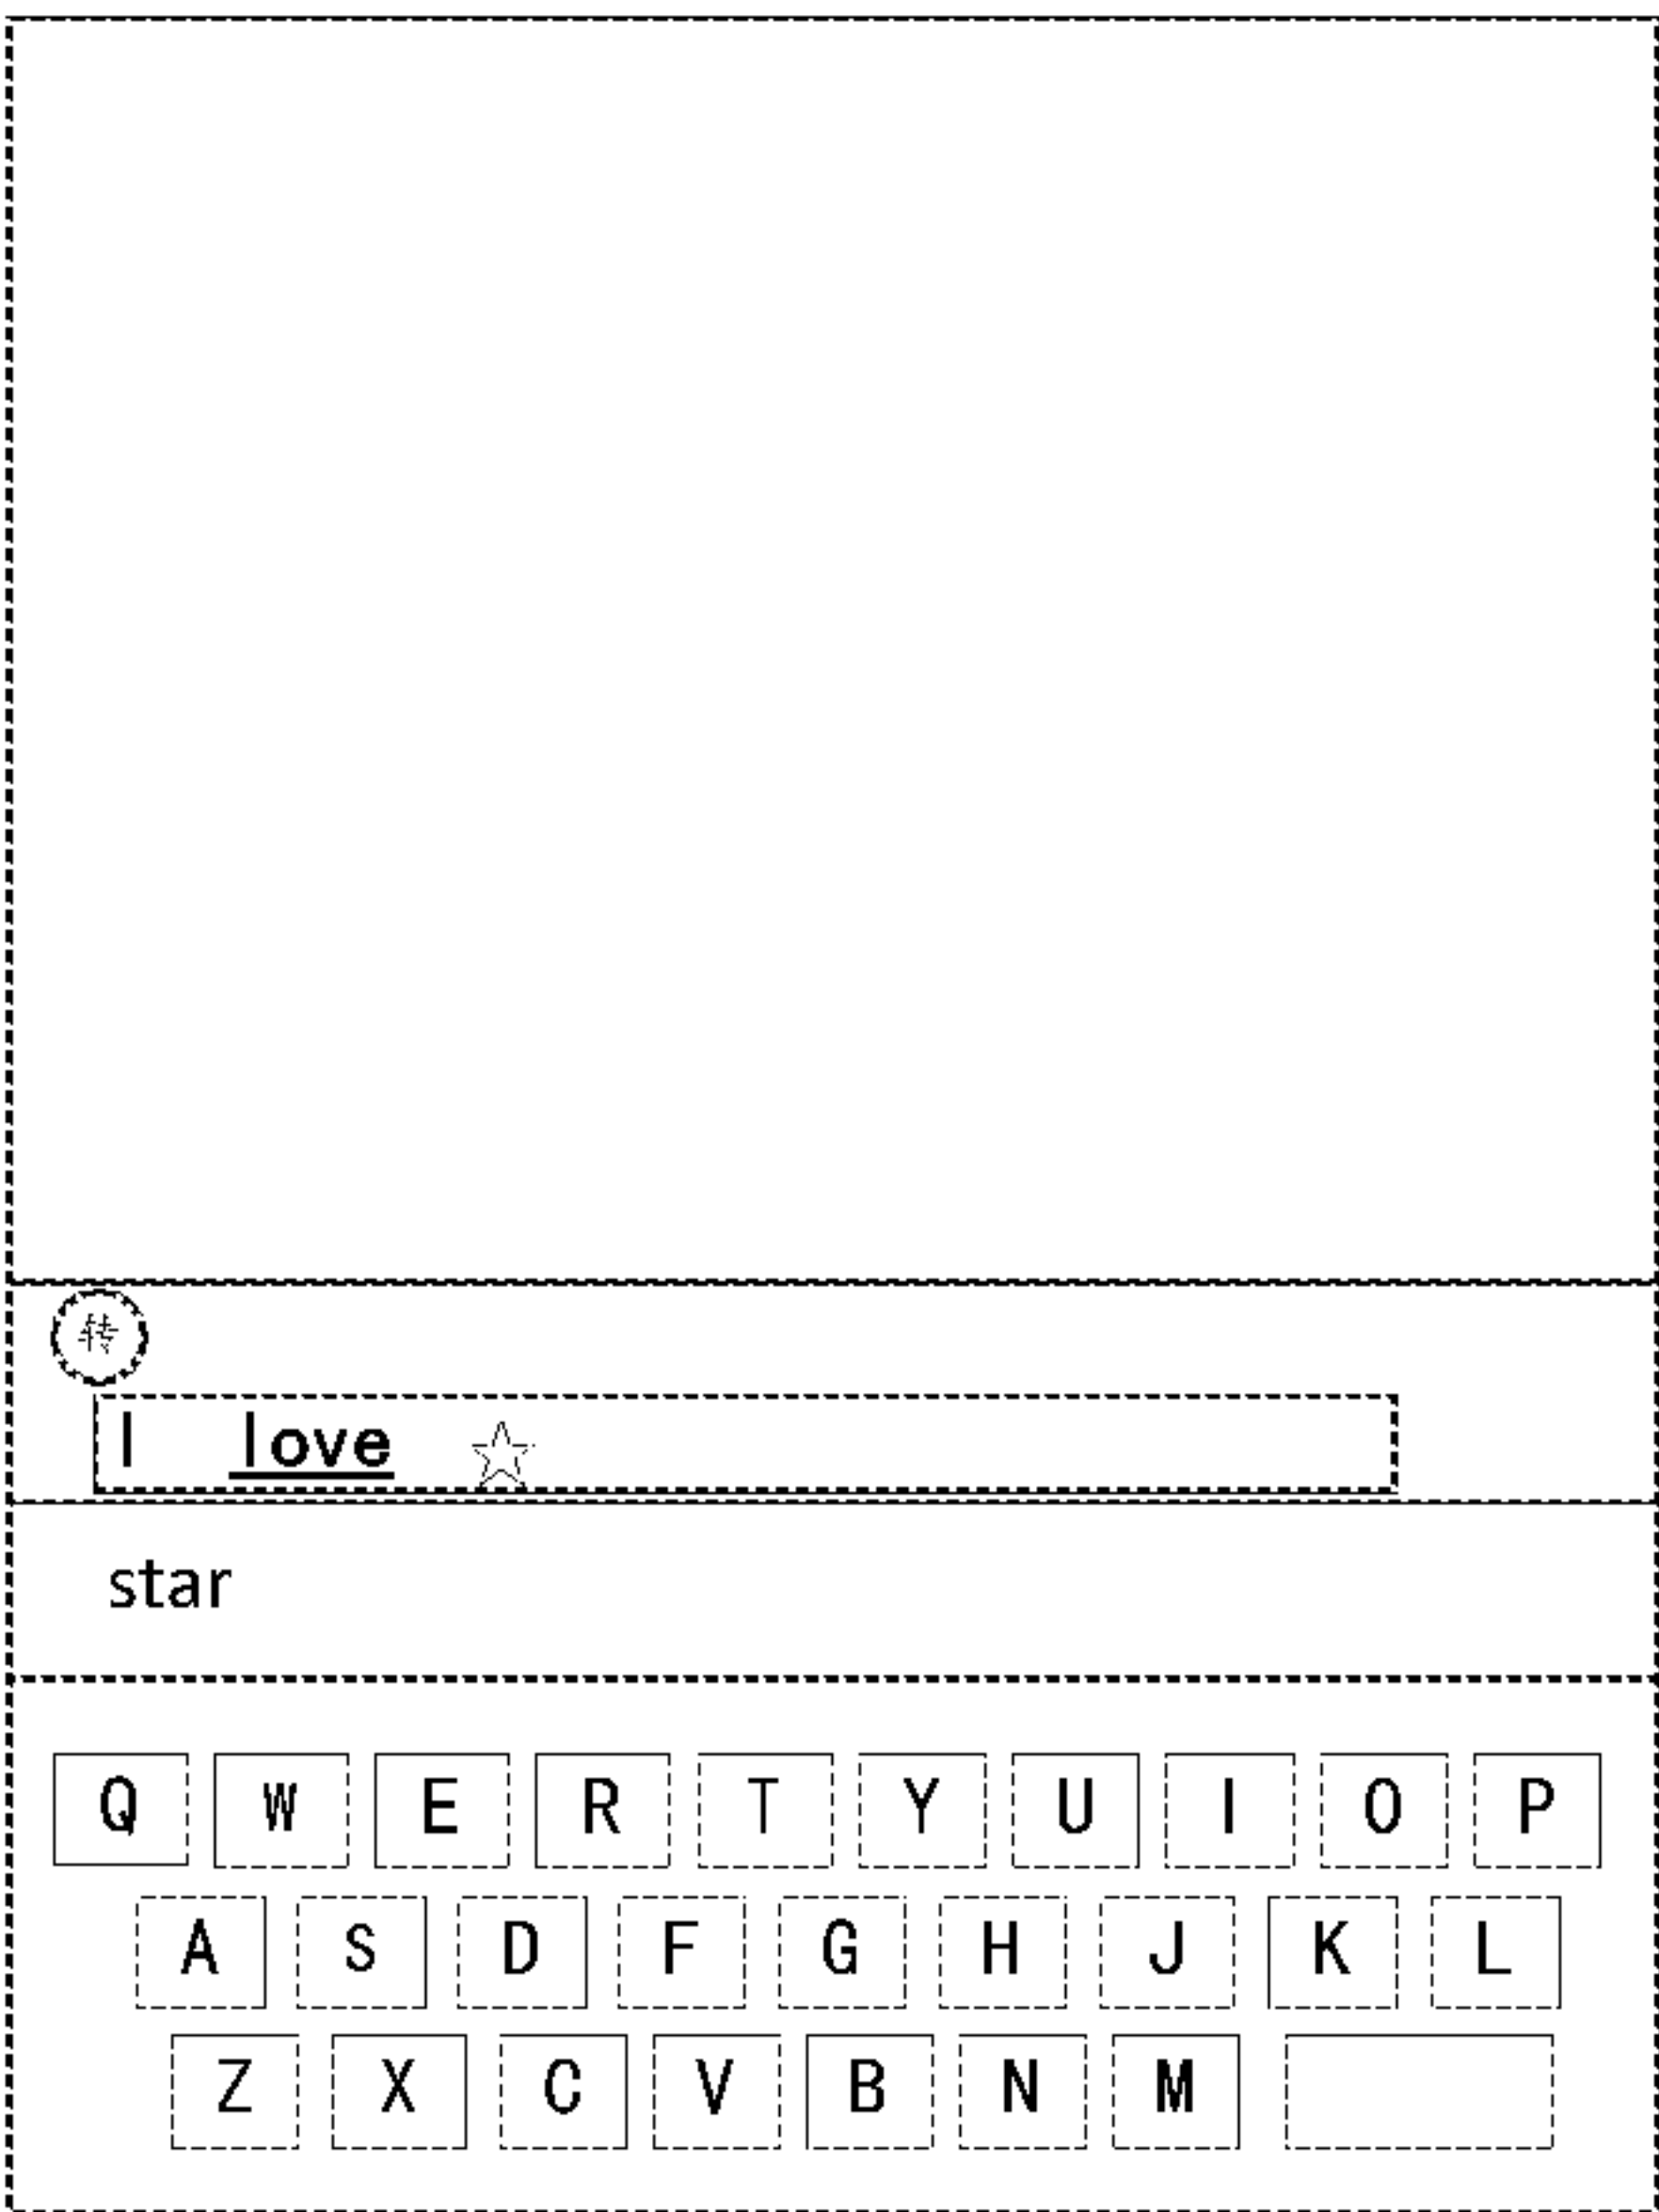 转
I love ☆
star
Q W E R T Y U I O P
A S D F G H J K L
Z X C V B N M